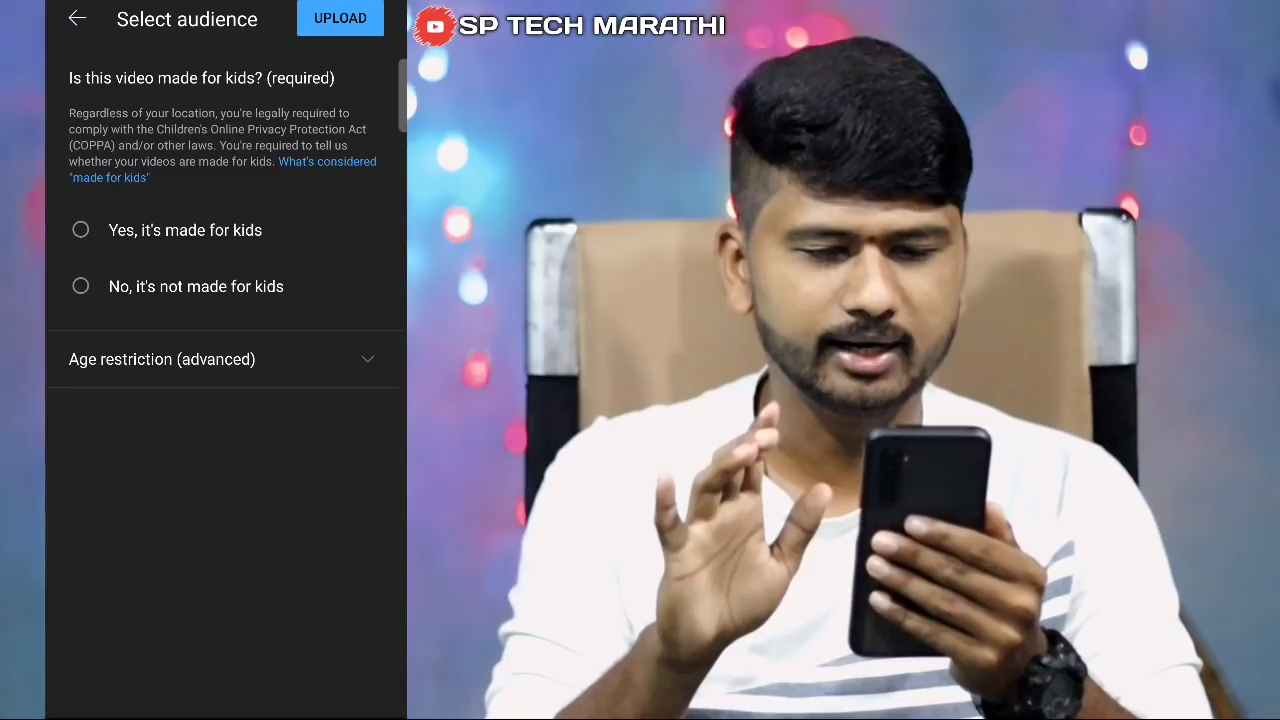 Select audience
UPLOAD
SP TECH MARATHI
Is this video made for kids? (required)
Regardless of your location, you're legally required to
comply with the Children's Online Privacy Protection Act
(COPPA) and/or other laws. You're required to tell us
whether your videos are made for kids. What's considered
"made for kids"
Yes, it's made for kids
No, it's not made for kids
Age restriction (advanced)